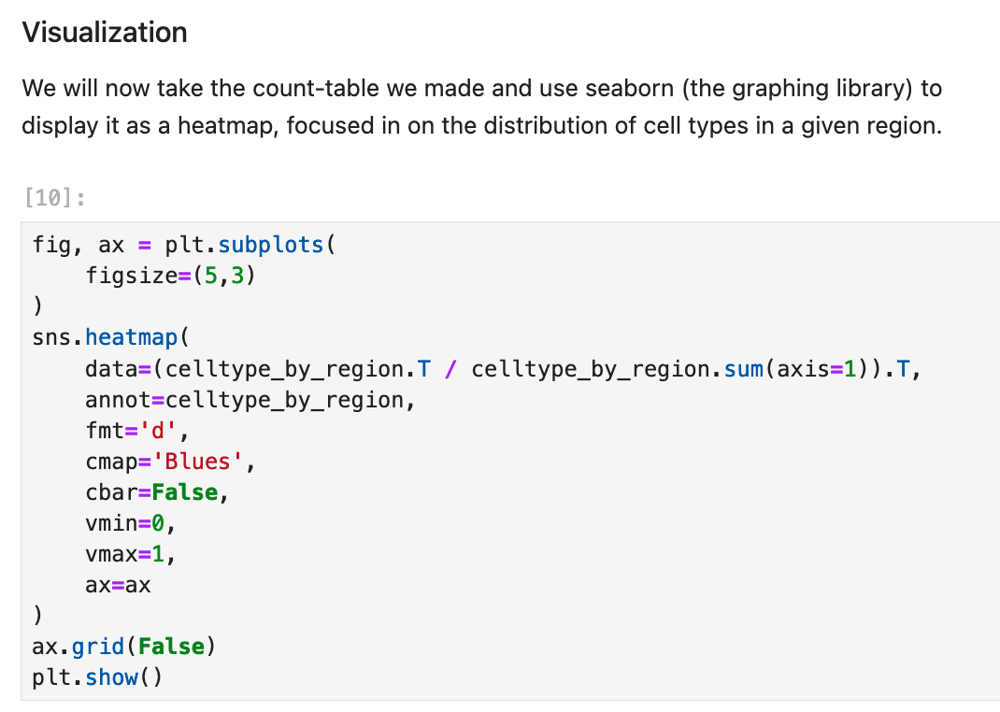 Visualization
We will now take the count-table we made and use seaborn (the graphing library) to
display it as a heatmap, focused in on the distribution of cell types in a given region.
[10]:
fig, ax = plt.subplots(
    figsize=(5,3)
)
sns.heatmap(
    data=(celltype_by_region.T / celltype_by_region.sum(axis=1)).T,
    annot=celltype_by_region,
    fmt='d',
    cmap='Blues',
    cbar=False,
    vmin=0,
    vmax=1,
    ax=ax
)
ax.grid(False)
plt.show()